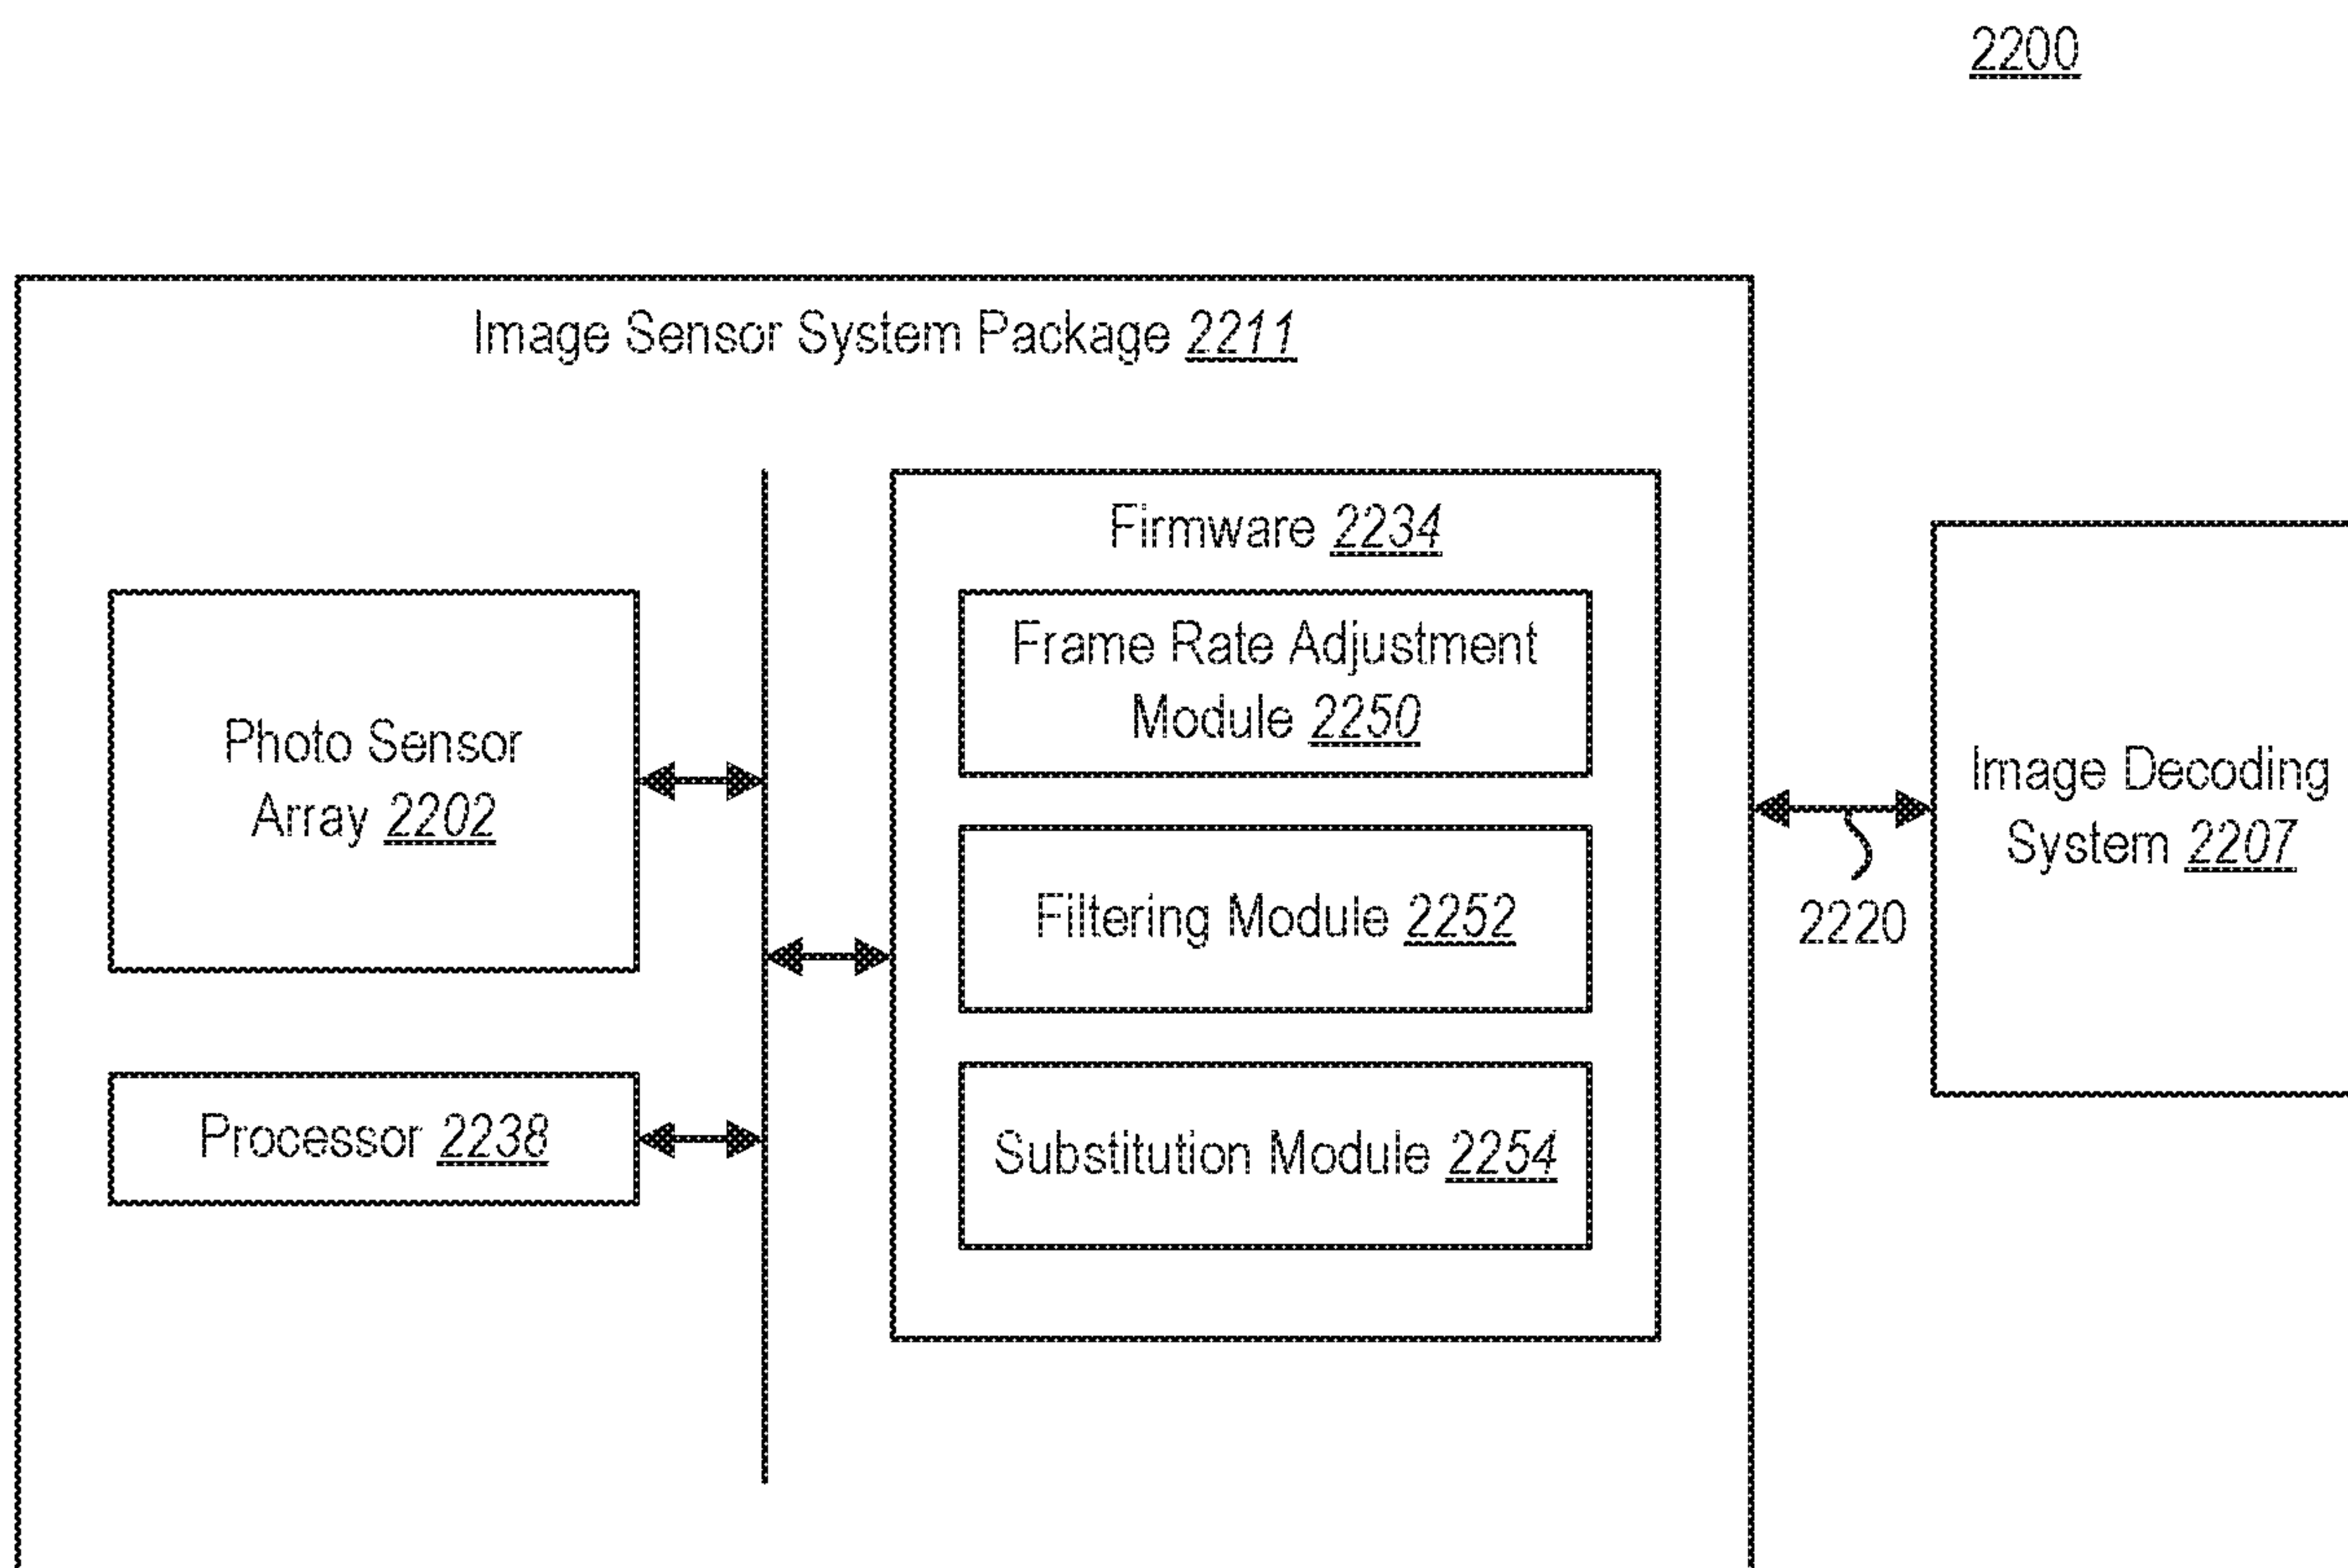 2200
Image Sensor System Package 2211
Firmware 2234
Frame Rate Adjustment
Module 2250
Photo Sensor
Array 2202
Image Decoding
System 2207
Filtering Module 2252
2220
Processor 2238
Substitution Module 2254